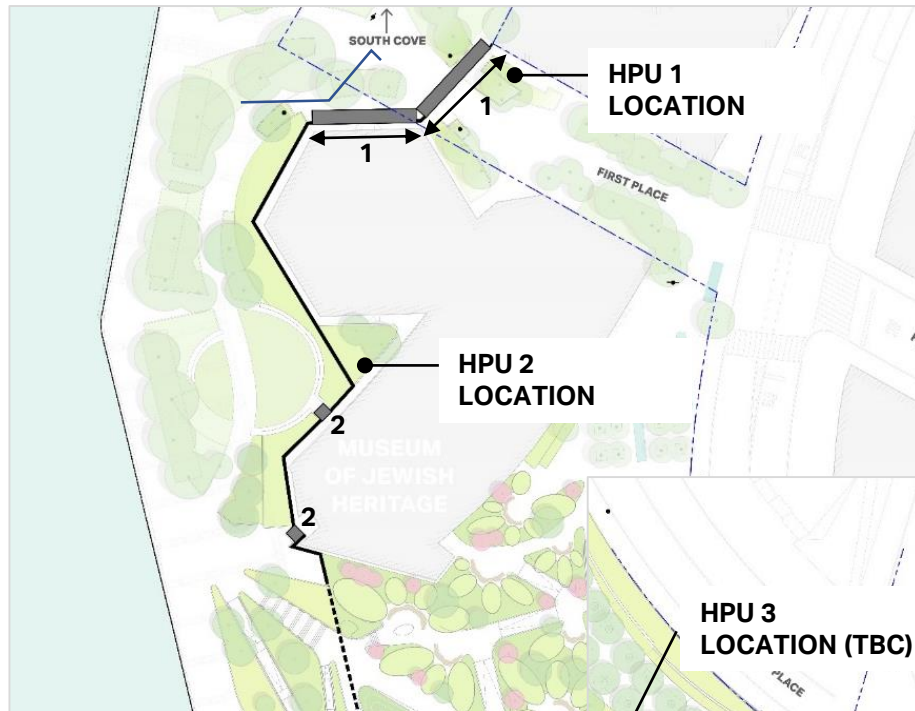 SOUTH COVE
HPU 1
LOCATION
1
1
FIRST PLACE
HPU 2
LOCATION
2
MUSEUM
OF JEWISH
HERITAGE
2
HPU 3
LOCATION (TBC)
PLACE